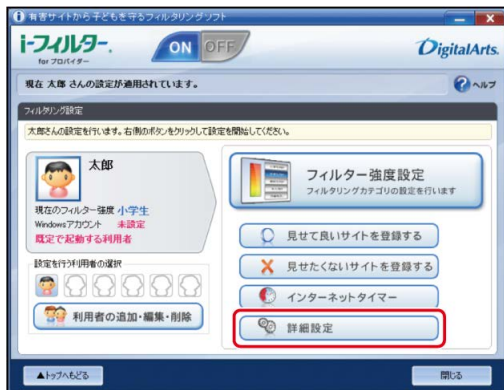 有害サイトから子どもを守るフィルタリングソフト
i-フィルター®
for プロバイダー
ON OFF
DigitalArts.
現在 太郎 さんの設定が適用されています。
ヘルプ
フィルタリング設定
太郎さんの設定を行います。右側のボタンをクリックして設定を開始してください。
太郎
現在のフィルター強度 小学生
Windowsアカウント 未設定
既定で起動する利用者
設定を行う利用者の選択
利用者の追加・編集・削除
フィルター強度設定
フィルタリングカテゴリの設定を行います
見せて良いサイトを登録する
見せたくないサイトを登録する
インターネットタイマー
詳細設定
▲トップへもどる
閉じる